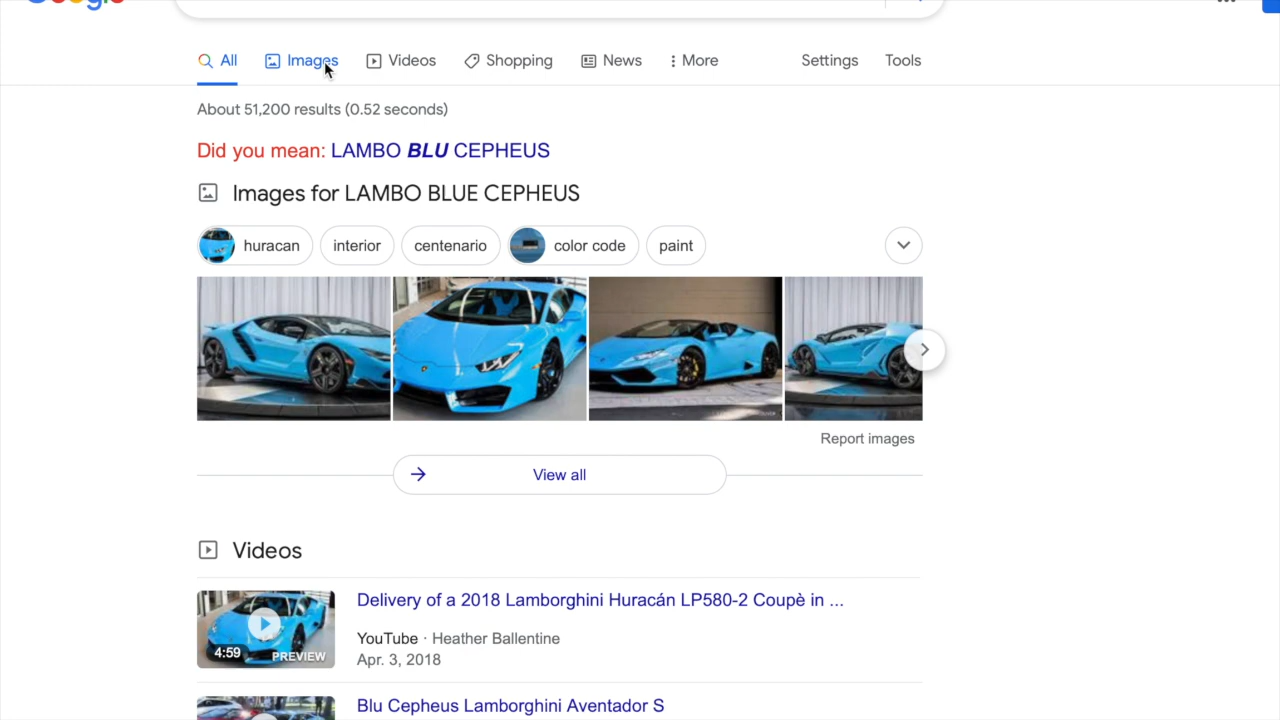 All Images Videos Shopping News More Settings Tools
About 51,200 results (0.52 seconds)
Did you mean: LAMBO BLU CEPHEUS
Images for LAMBO BLUE CEPHEUS
huracan interior centenario color code paint
Report images
View all
Videos
Delivery of a 2018 Lamborghini Huracán LP580-2 Coupè in ...
4:59 PREVIEW
YouTube · Heather Ballentine
Apr. 3, 2018
Blu Cepheus Lamborghini Aventador S